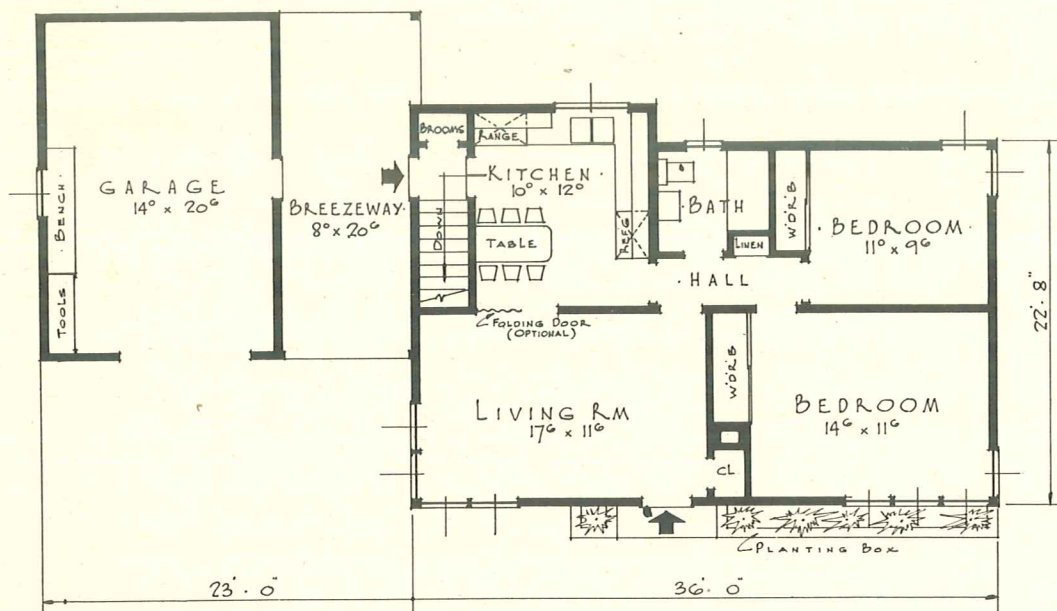 BROOMS
RANGE
GARAGE
14⁰ x 20⁶
BENCH
TOOLS
BREEZEWAY
8⁰ x 20⁶
KITCHEN
10⁰ x 12⁰
DOWN
TABLE
REFG
BATH
LINEN
W'DR'B
BEDROOM
11⁰ x 9⁶
HALL
22'. 8"
FOLDING DOOR
(OPTIONAL)
LIVING RM
17⁶ x 11⁶
W'DR'B
CL
BEDROOM
14⁶ x 11⁶
PLANTING BOX
23'. 0"
36'. 0"